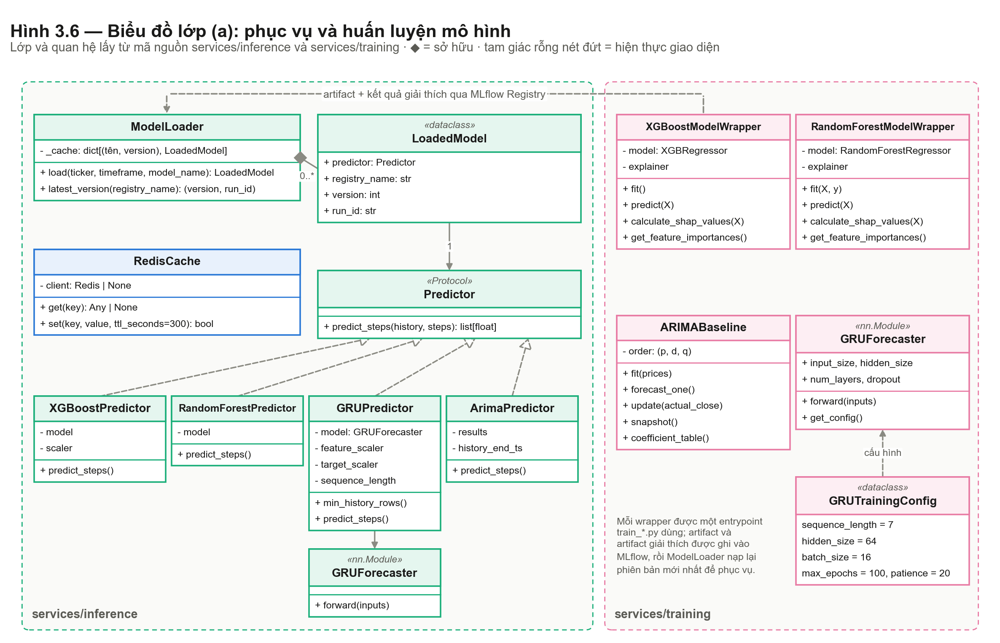 Hình 3.6 — Biểu đồ lớp (a): phục vụ và huấn luyện mô hình
Lớp và quan hệ lấy từ mã nguồn services/inference và services/training · ◆ = sở hữu · tam giác rỗng nét đứt = hiện thực giao diện
artifact + kết quả giải thích qua MLflow Registry
ModelLoader
- _cache: dict[(tên, version), LoadedModel]
+ load(ticker, timeframe, model_name): LoadedModel
+ latest_version(registry_name): (version, run_id)
0..*
«dataclass»
LoadedModel
+ predictor: Predictor
+ registry_name: str
+ version: int
+ run_id: str
1
RedisCache
- client: Redis | None
+ get(key): Any | None
+ set(key, value, ttl_seconds=300): bool
«Protocol»
Predictor
+ predict_steps(history, steps): list[float]
XGBoostPredictor
- model
- scaler
+ predict_steps()
RandomForestPredictor
- model
+ predict_steps()
GRUPredictor
- model: GRUForecaster
- feature_scaler
- target_scaler
- sequence_length
+ min_history_rows()
+ predict_steps()
ArimaPredictor
- results
- history_end_ts
+ predict_steps()
«nn.Module»
GRUForecaster
+ forward(inputs)
services/inference
XGBoostModelWrapper
- model: XGBRegressor
- explainer
+ fit()
+ predict(X)
+ calculate_shap_values(X)
+ get_feature_importances()
RandomForestModelWrapper
- model: RandomForestRegressor
- explainer
+ fit(X, y)
+ predict(X)
+ calculate_shap_values(X)
+ get_feature_importances()
ARIMABaseline
- order: (p, d, q)
+ fit(prices)
+ forecast_one()
+ update(actual_close)
+ snapshot()
+ coefficient_table()
«nn.Module»
GRUForecaster
+ input_size, hidden_size
+ num_layers, dropout
+ forward(inputs)
+ get_config()
cấu hình
«dataclass»
GRUTrainingConfig
sequence_length = 7
hidden_size = 64
batch_size = 16
max_epochs = 100, patience = 20
Mỗi wrapper được một entrypoint
train_*.py dùng; artifact và
artifact giải thích được ghi vào
MLflow, rồi ModelLoader nạp lại
phiên bản mới nhất để phục vụ.
services/training